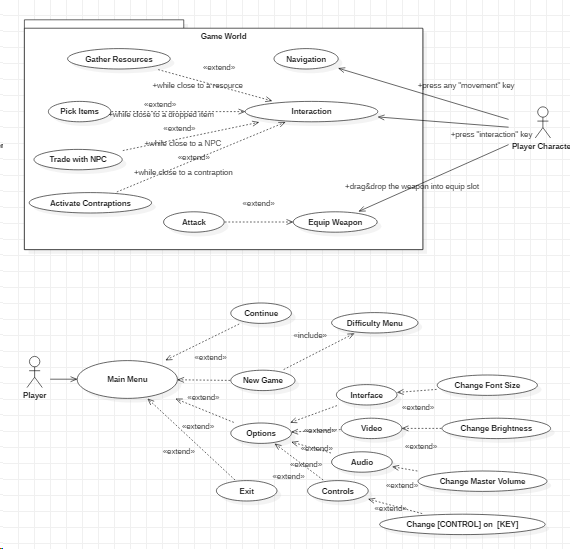 Game World
Gather Resources
Navigation
«extend»
+while close to a resource
+press any "movement" key
«extend»
Pick Items
+while close to a dropped item
Interaction
«extend»
+press "interaction" key
+while close to a NPC
Player Characte
Trade with NPC
«extend»
+while close to a contraption
+drag&drop the weapon into equip slot
Activate Contraptions
«extend»
Attack
Equip Weapon
Continue
Difficulty Menu
«include»
«extend»
Main Menu
New Game
Player
Change Font Size
Interface
«extend»
«extend»
Video
Change Brightness
«extend»
Options
«extend»
«extend»
«extend»
«extend»
Audio
«extend»
«extend»
Change Master Volume
Exit
Controls
«extend»
«extend»
Change [CONTROL] on [KEY]